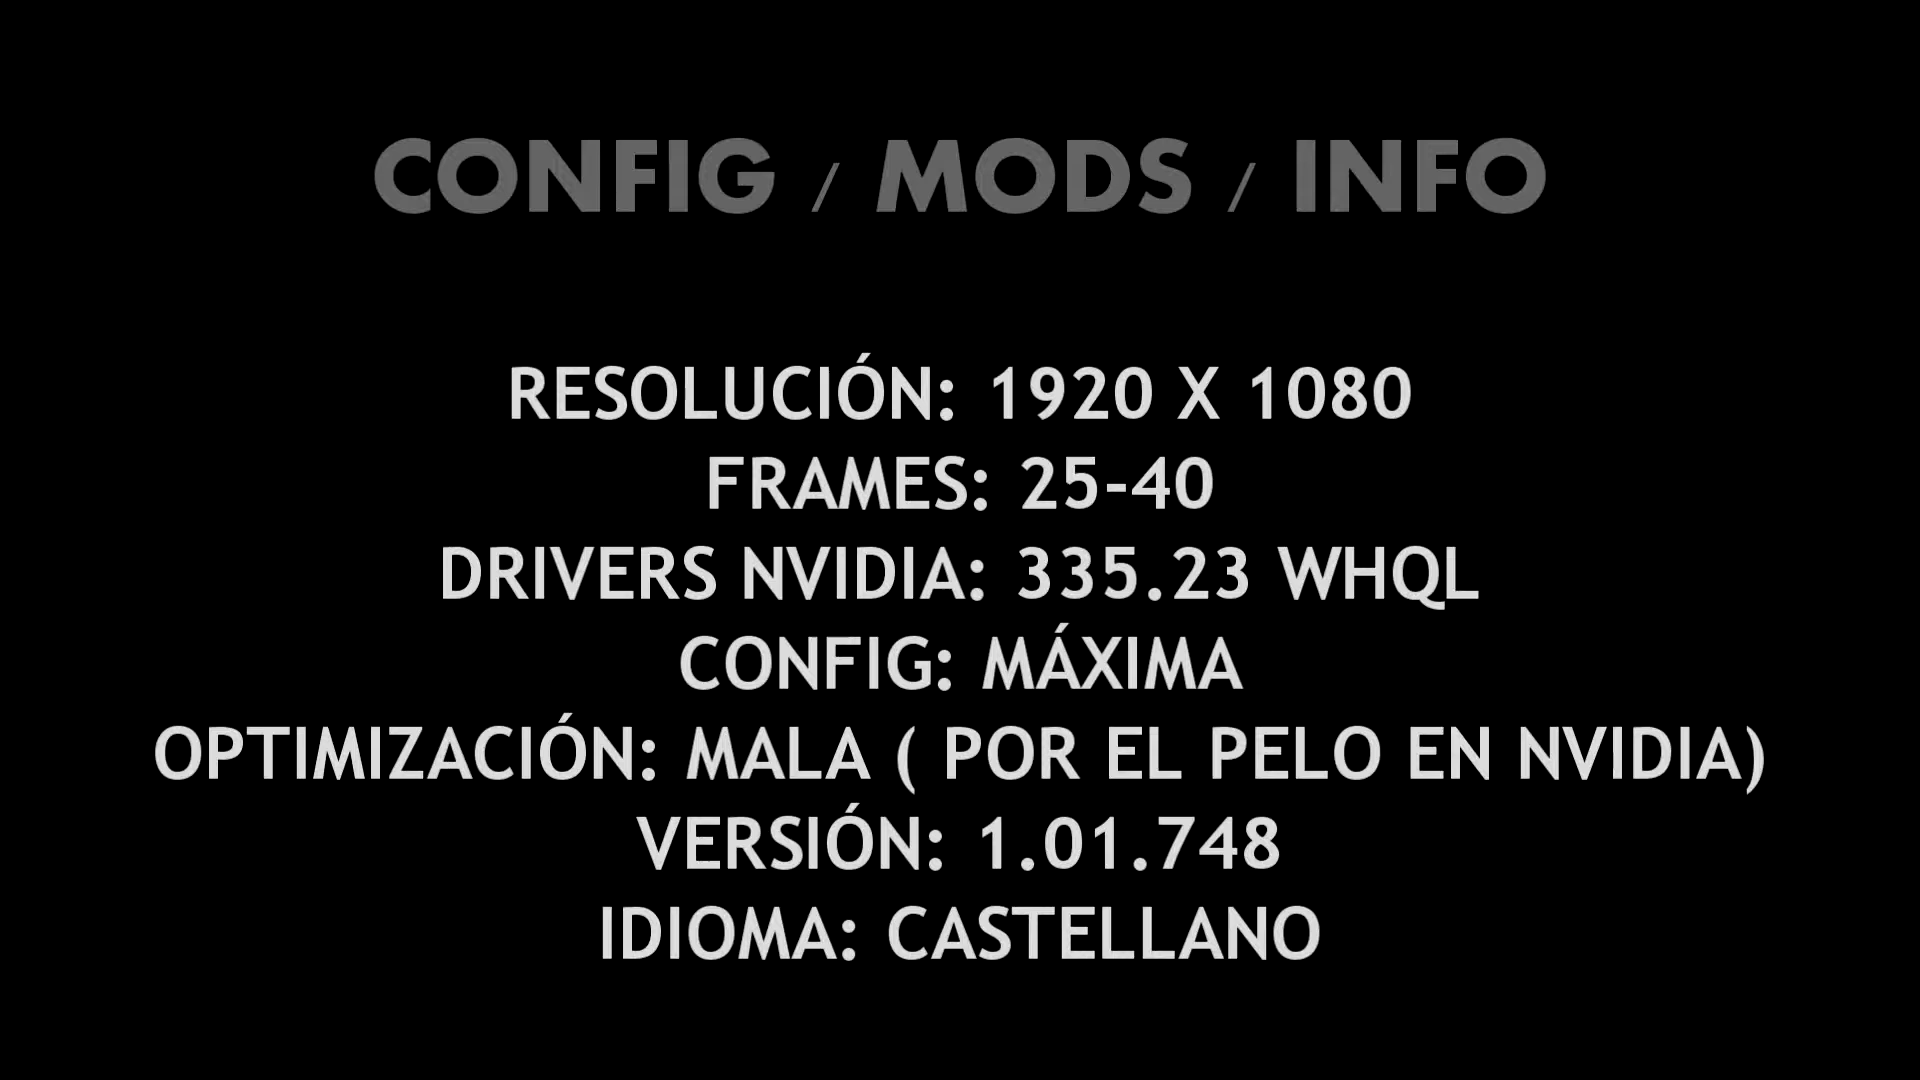 CONFIG / MODS / INFO
RESOLUCIÓN: 1920 X 1080
FRAMES: 25-40
DRIVERS NVIDIA: 335.23 WHQL
CONFIG: MÁXIMA
OPTIMIZACIÓN: MALA ( POR EL PELO EN NVIDIA)
VERSIÓN: 1.01.748
IDIOMA: CASTELLANO